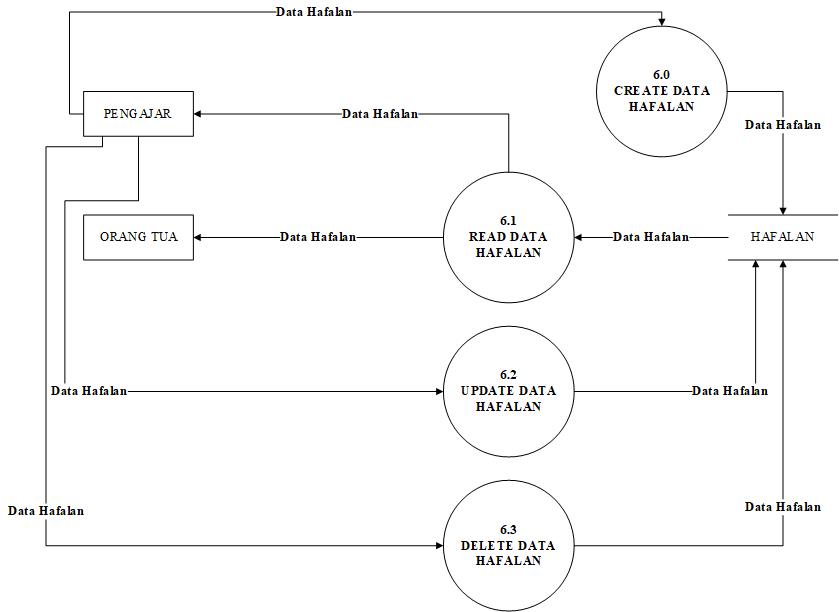 Data Hafalan
6.0
CREATE DATA
HAFALAN
PENGAJAR
Data Hafalan
Data Hafalan
6.1
READ DATA
HAFALAN
ORANG TUA
Data Hafalan
Data Hafalan
HAFALAN
6.2
UPDATE DATA
HAFALAN
Data Hafalan
Data Hafalan
Data Hafalan
Data Hafalan
6.3
DELETE DATA
HAFALAN